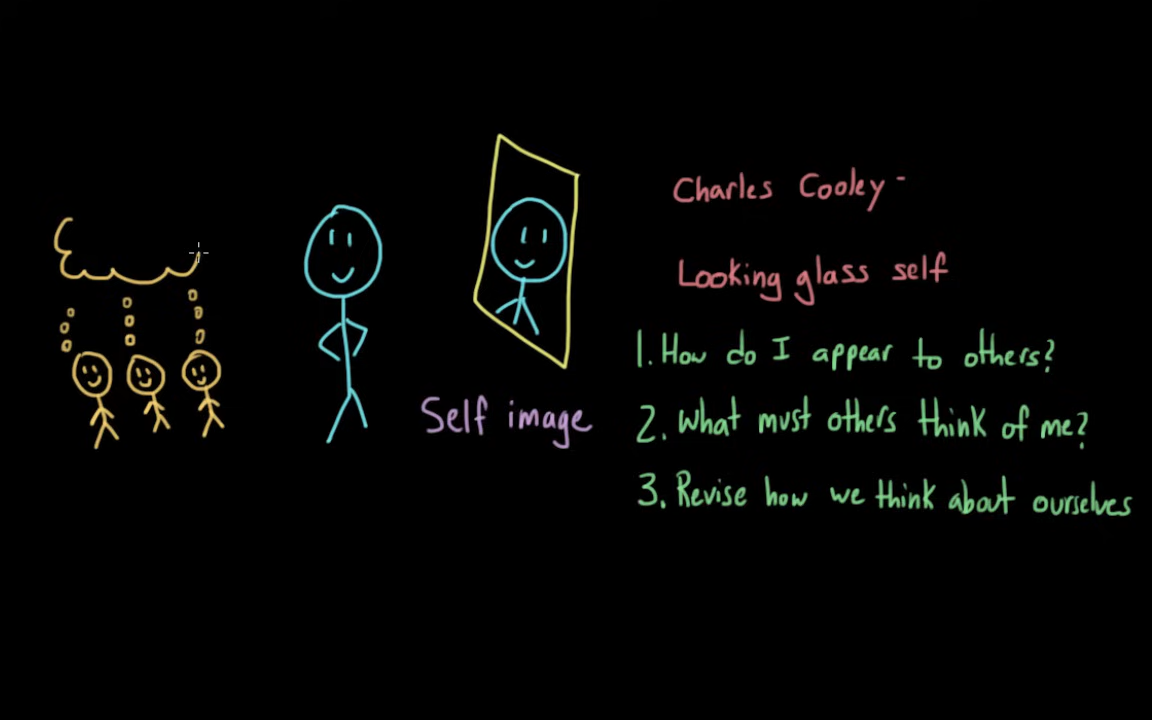 Charles Cooley -
Looking glass self
1. How do I appear to others?
Self image
2. What must others think of me?
3. Revise how we think about ourselves